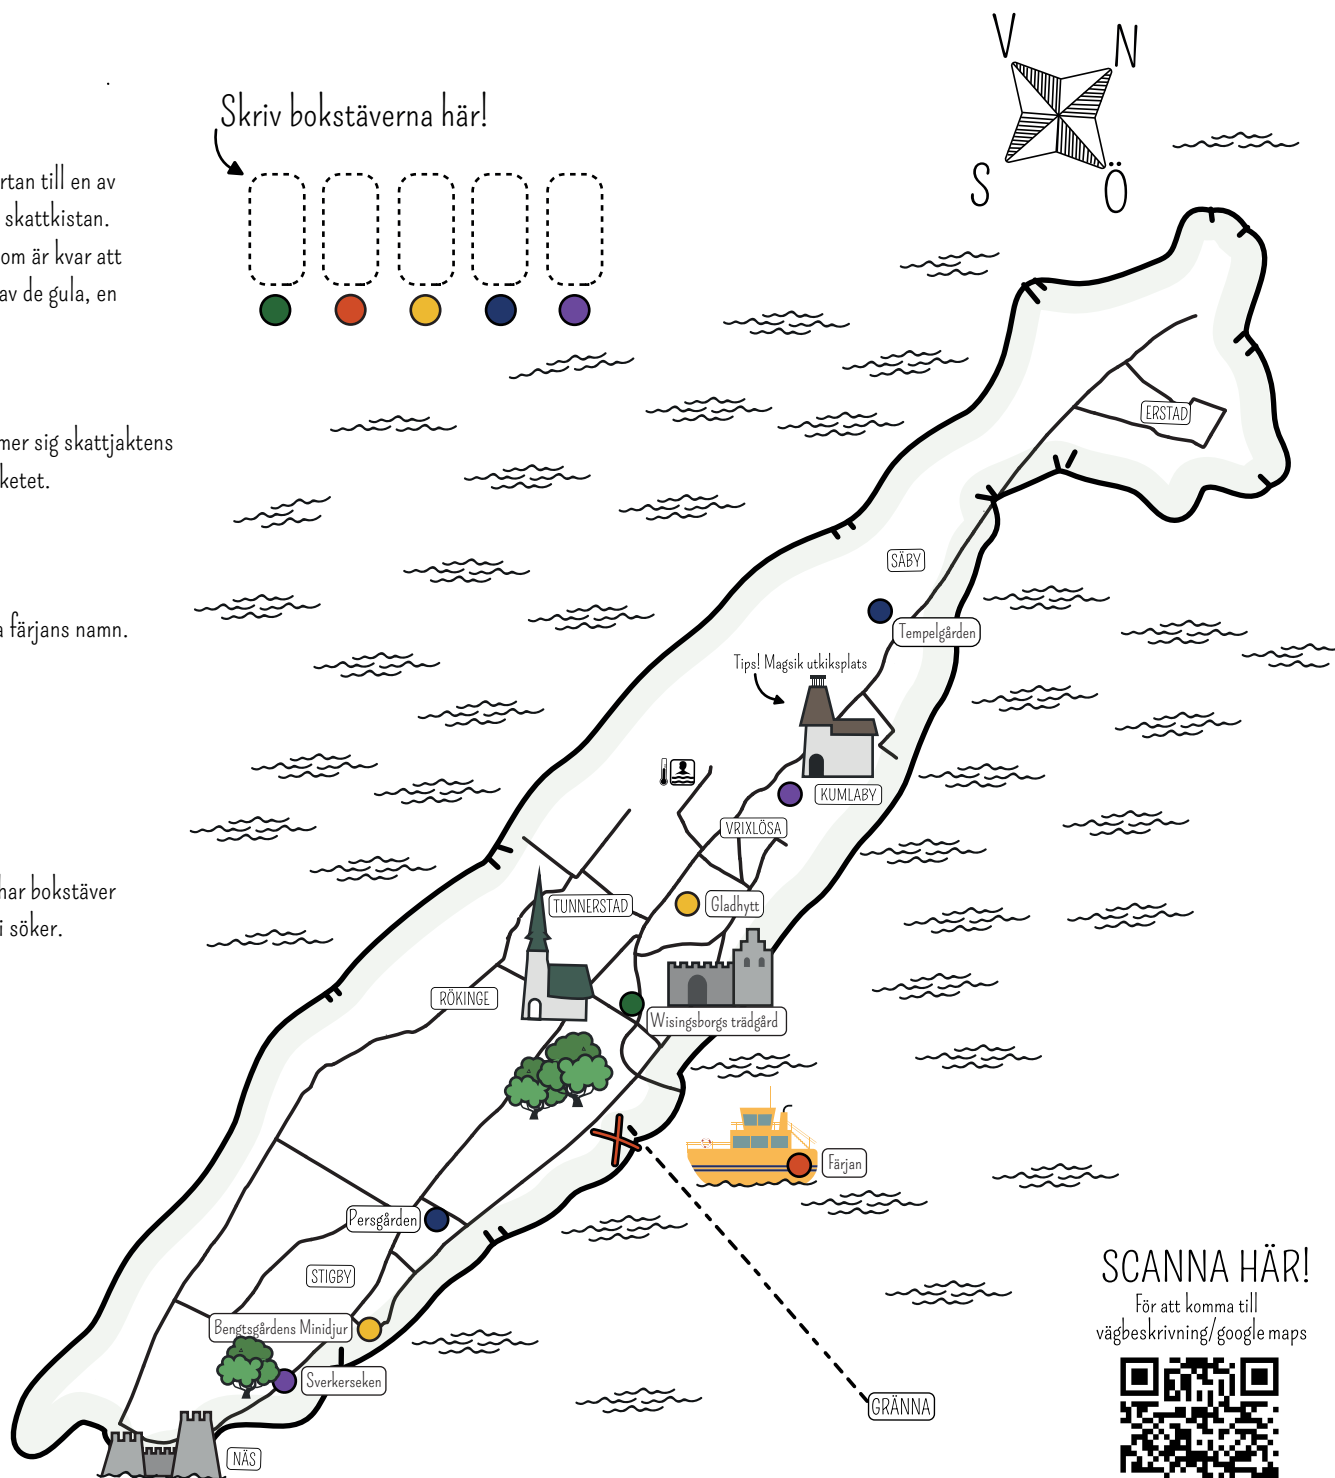 V
N
S
Ö
Skriv bokstäverna här!
rtan till en av
skattkistan.
om är kvar att
av de gula, en
mer sig skattjaktens
ketet.
a färjans namn.
har bokstäver
i söker.
ERSTAD
SÄBY
Tempelgården
Tips! Magsik utkiksplats
KUMLABY
VRIXLÖSA
Gladhytt
TUNNERSTAD
RÖKINGE
Wisingsborgs trädgård
Färjan
Persgården
STIGBY
Bengtsgårdens Minidjur
Sverkerseken
NÄS
GRÄNNA
SCANNA HÄR!
För att komma till
vägbeskrivning/google maps